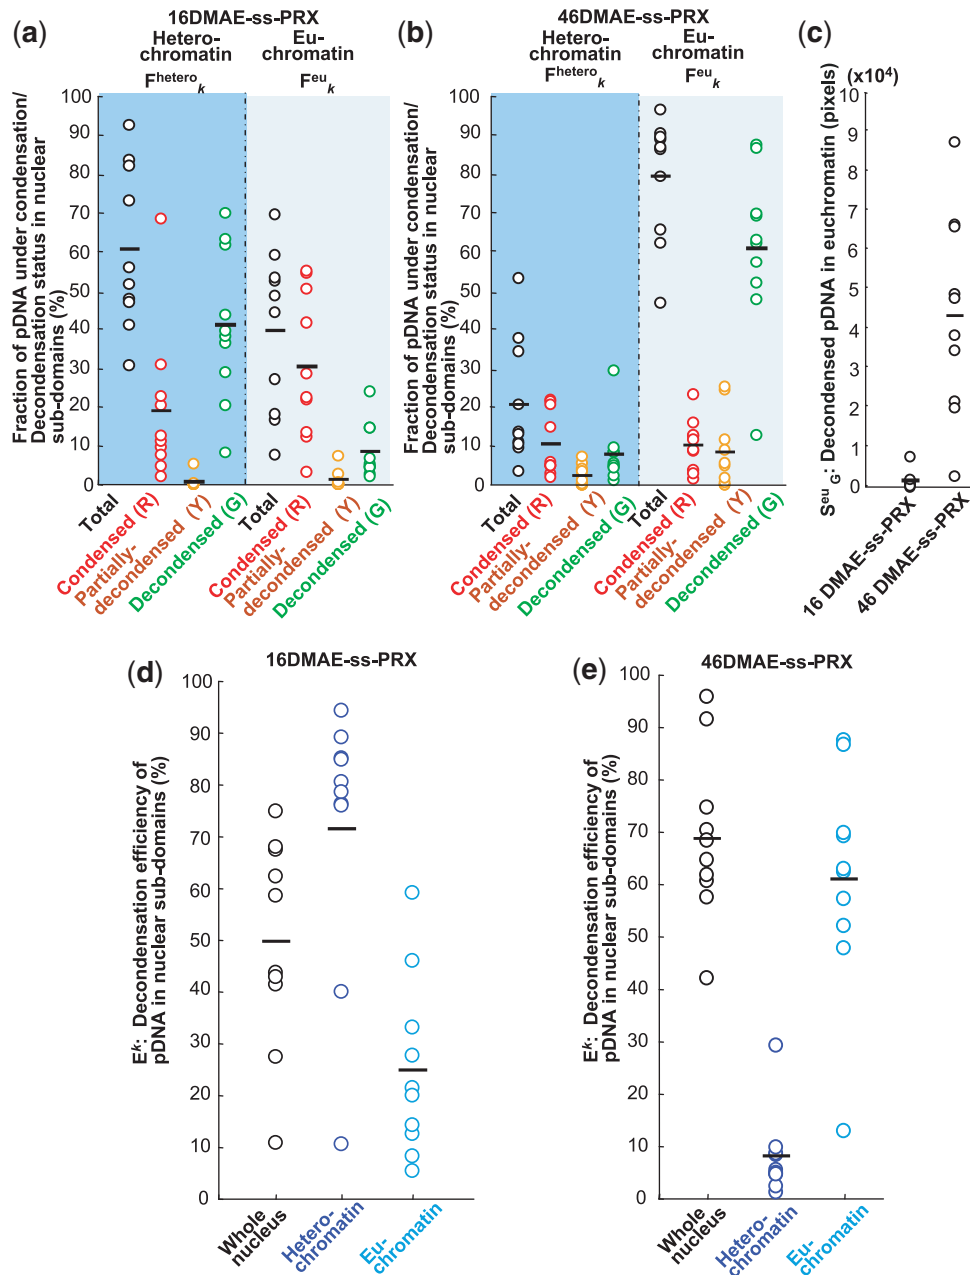 (a)
16DMAE-ss-PRX
Hetero-
chromatin
F^hetero_k
Eu-
chromatin
F^eu_k
Fraction of pDNA under condensation/
Decondensation status in nuclear
sub-domains (%)
100
90
80
70
60
50
40
30
20
10
0
Total
Condensed (R)
Partially-
decondensed (Y)
Decondensed (G)
Total
Condensed (R)
Partially-
decondensed (Y)
Decondensed (G)
(b)
46DMAE-ss-PRX
Hetero-
chromatin
F^hetero_k
Eu-
chromatin
F^eu_k
Fraction of pDNA under condensation/
Decondensation status in nuclear
sub-domains (%)
100
90
80
70
60
50
40
30
20
10
0
Total
Condensed (R)
Partially-
decondensed (Y)
Decondensed (G)
Total
Condensed (R)
Partially-
decondensed (Y)
Decondensed (G)
(c)
(x10⁴)
S^eu_G: Decondensed pDNA in euchromatin (pixels)
10
9
8
7
6
5
4
3
2
1
0
16 DMAE-ss-PRX
46 DMAE-ss-PRX
(d)
16DMAE-ss-PRX
E^k: Decondensation efficiency of
pDNA in nuclear sub-domains (%)
100
90
80
70
60
50
40
30
20
10
0
Whole
nucleus
Hetero-
chromatin
Eu-
chromatin
(e)
46DMAE-ss-PRX
E^k: Decondensation efficiency of
pDNA in nuclear sub-domains (%)
100
90
80
70
60
50
40
30
20
10
0
Whole
nucleus
Hetero-
chromatin
Eu-
chromatin